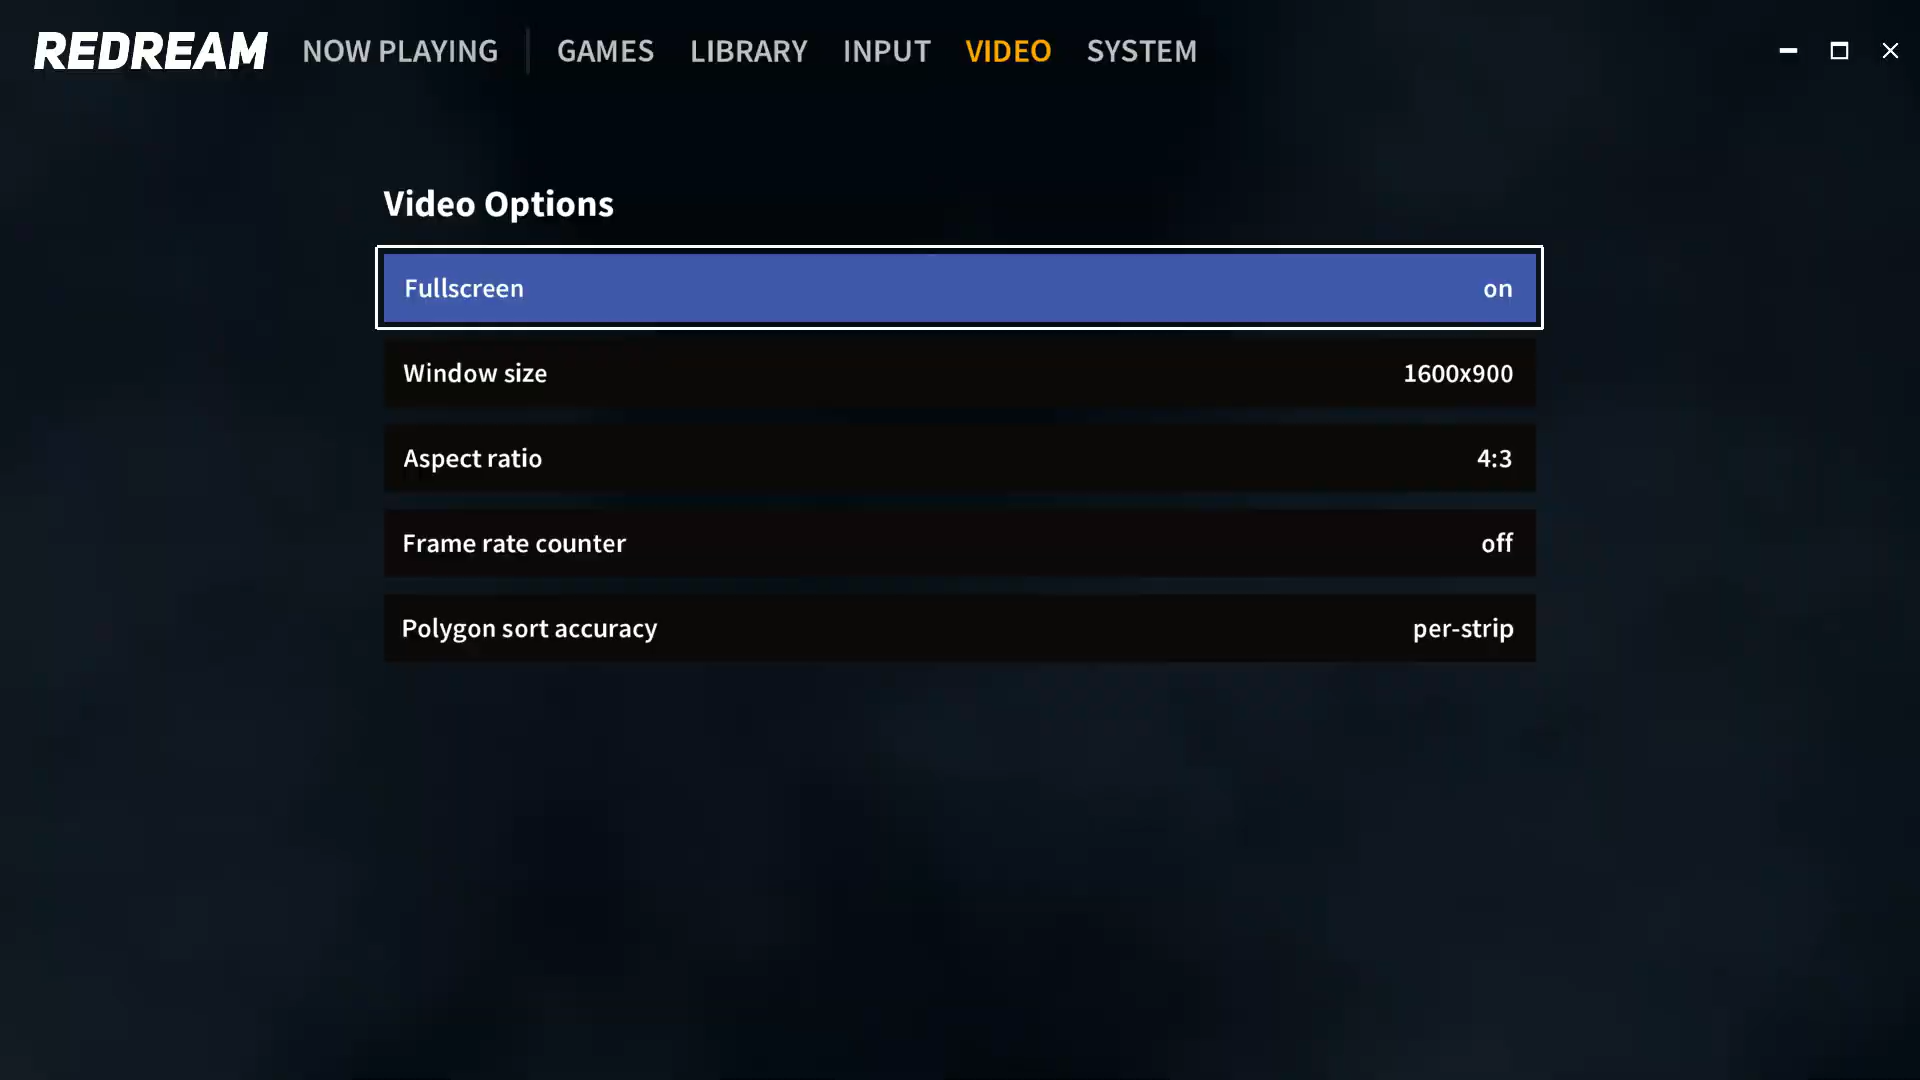 REDREAM NOW PLAYING GAMES LIBRARY INPUT VIDEO SYSTEM
Video Options
Fullscreen on
Window size 1600x900
Aspect ratio 4:3
Frame rate counter off
Polygon sort accuracy per-strip